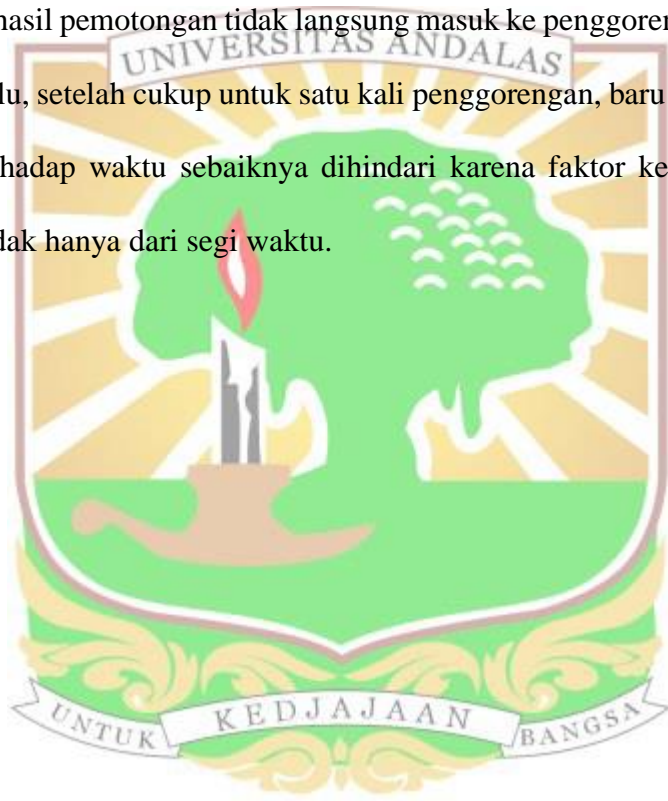 hasil pemotongan tidak langsung masuk ke penggoren
UNIVERSITAS ANDALAS
lu, setelah cukup untuk satu kali penggorengan, baru
hadap waktu sebaiknya dihindari karena faktor ke
dak hanya dari segi waktu.
UNTUK KEDJAJAAN BANGSA